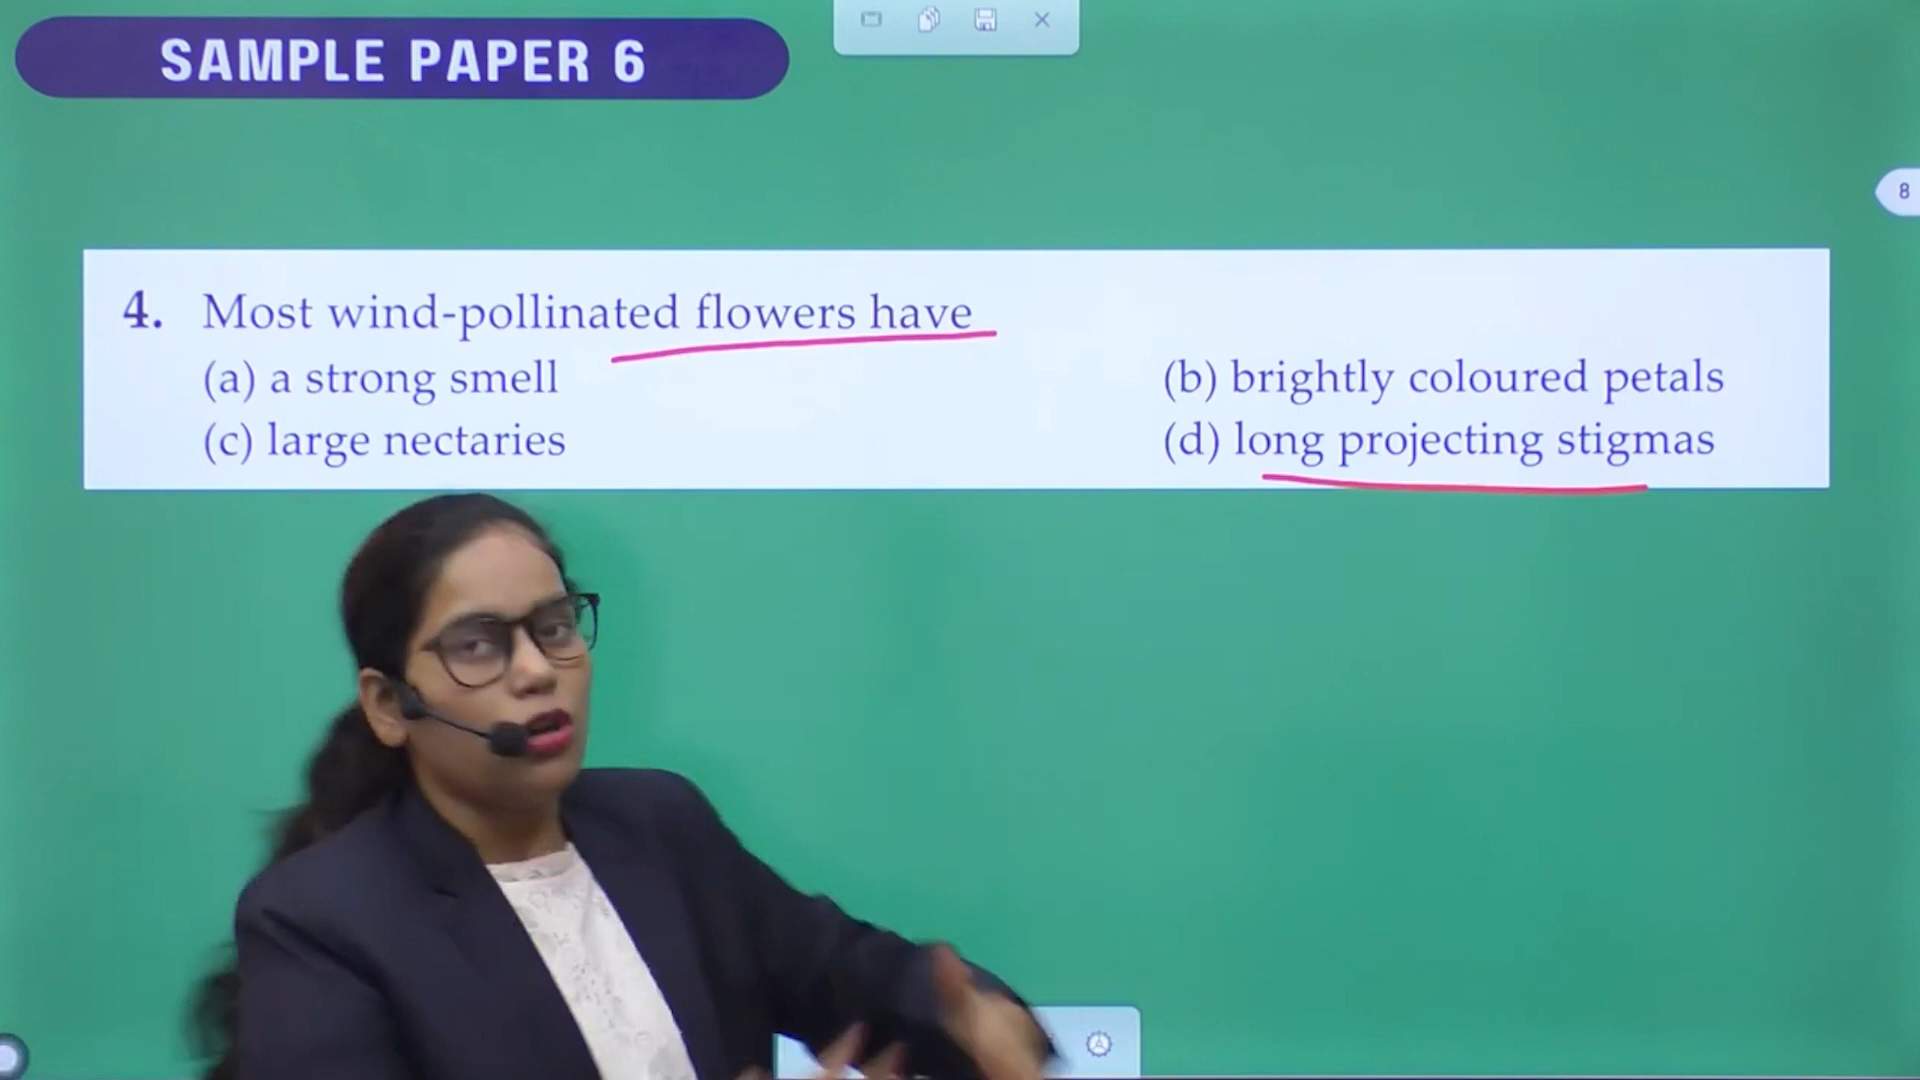 SAMPLE PAPER 6
8
4. Most wind-pollinated flowers have
(a) a strong smell (b) brightly coloured petals
(c) large nectaries (d) long projecting stigmas